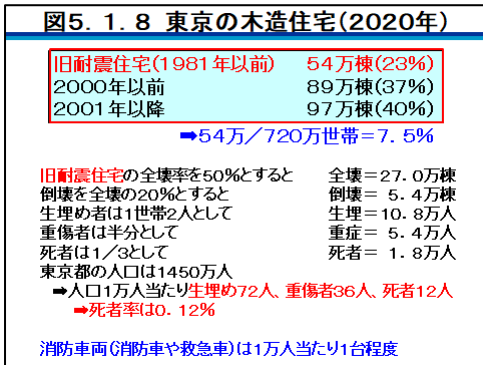 図5. 1. 8 東京の木造住宅(2020年)
旧耐震住宅(1981年以前) 54万棟(23%)
2000年以前 89万棟(37%)
2001年以降 97万棟(40%)
➡54万/720万世帯=7. 5%
旧耐震住宅の全壊率を50%とすると 全壊=27. 0万棟
倒壊を全壊の20%とすると 倒壊= 5. 4万棟
生埋め者は1世帯2人として 生埋=10. 8万人
重傷者は半分として 重症= 5. 4万人
死者は1/3として 死者= 1. 8万人
東京都の人口は1450万人
➡人口1万人当たり生埋め72人、重傷者36人、死者12人
➡死者率は0. 12%
消防車両(消防車や救急車)は1万人当たり1台程度